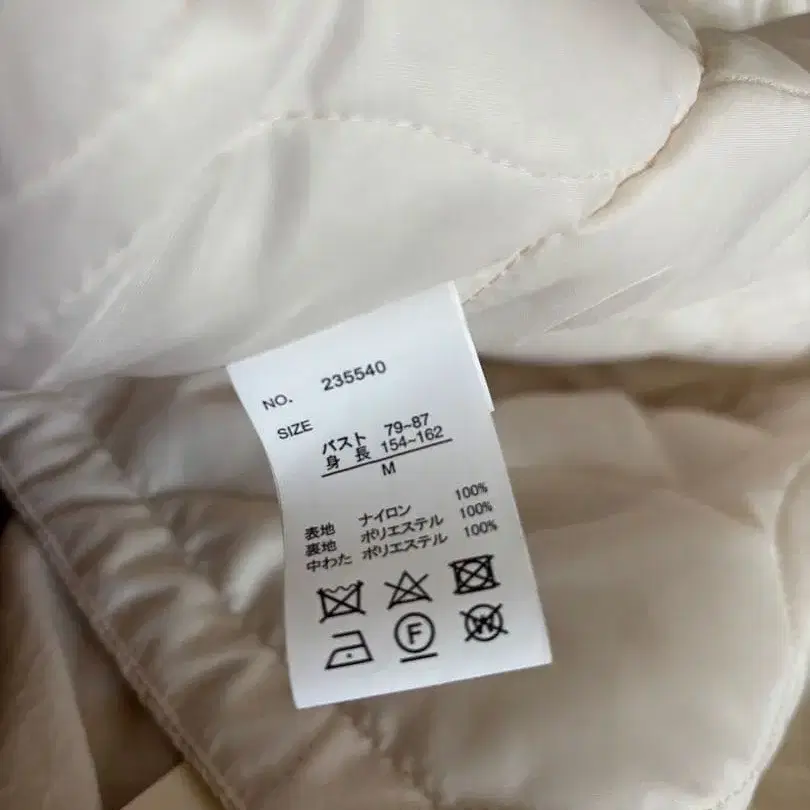 NO. 235540
SIZE
バスト 79~87
身 長 154~162
M
表地 ナイロン 100%
裏地 ポリエステル 100%
中わた ポリエステル 100%
F W